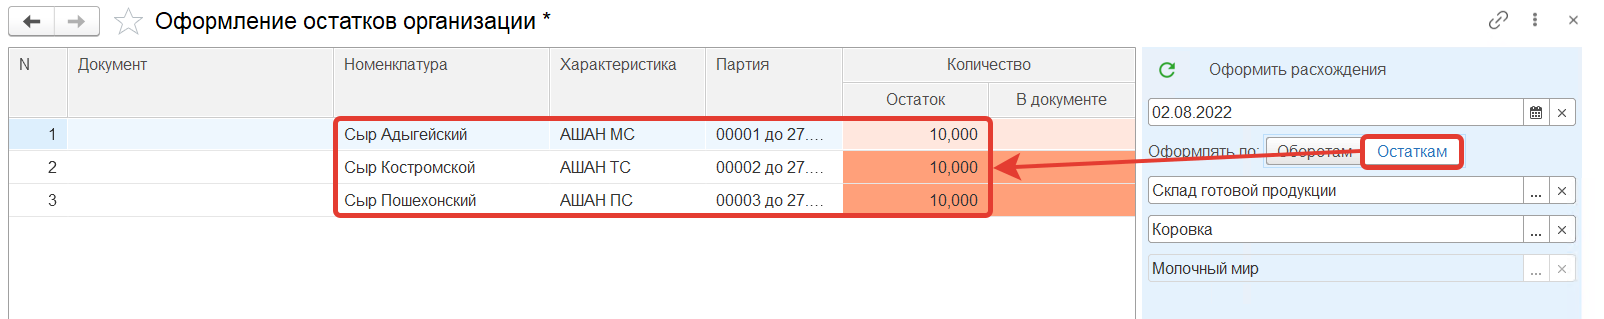 Оформление остатков организации *
N Документ Номенклатура Характеристика Партия Количество
Остаток В документе
1 Сыр Адыгейский АШАН МС 00001 до 27.... 10,000
2 Сыр Костромской АШАН ТС 00002 до 27.... 10,000
3 Сыр Пошехонский АШАН ПС 00003 до 27.... 10,000
Оформить расхождения
02.08.2022
Оформлять по: Оборотам Остаткам
Склад готовой продукции ...
Коровка ...
Молочный мир ...